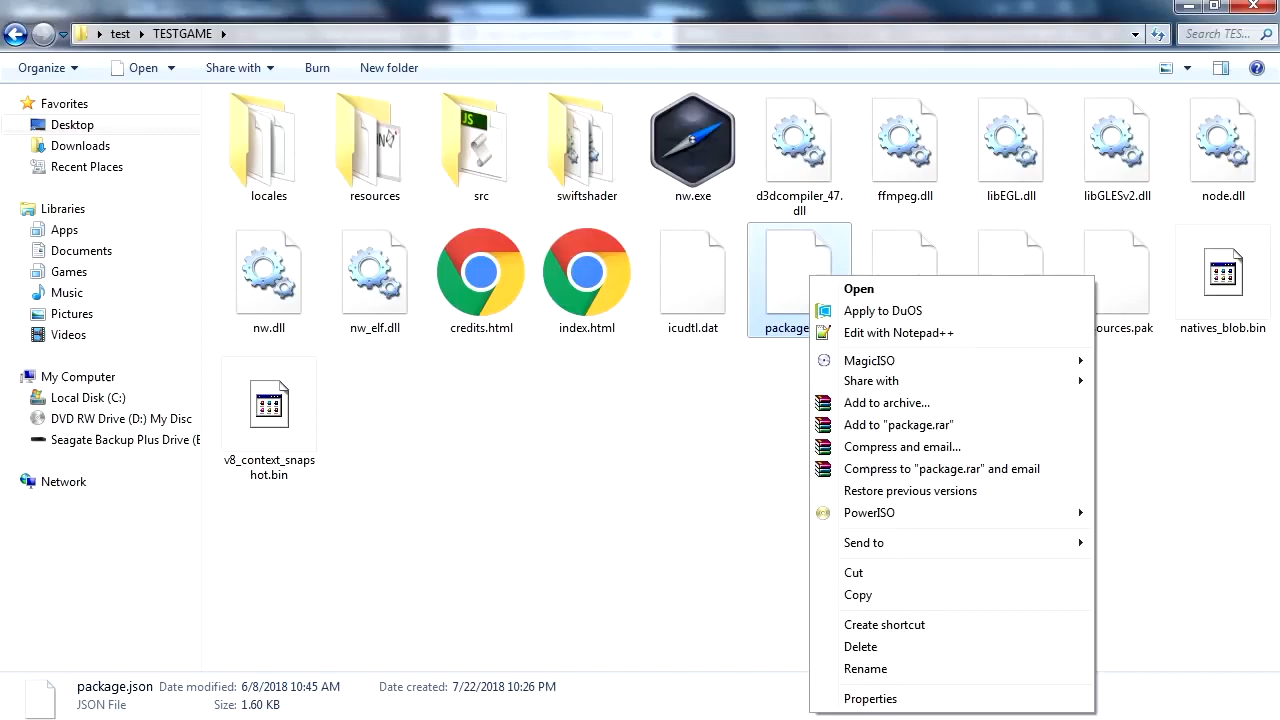 test
TESTGAME
Search TES...
Organize
Open
Share with
Burn
New folder
Favorites
Desktop
Downloads
Recent Places
Libraries
Apps
Documents
Games
Music
Pictures
Videos
My Computer
Local Disk (C:)
DVD RW Drive (D:) My Disc
Seagate Backup Plus Drive (E
Network
JS
locales
resources
src
swiftshader
nw.exe
d3dcompiler_47.
dll
ffmpeg.dll
libEGL.dll
libGLESv2.dll
node.dll
nw.dll
nw_elf.dll
credits.html
index.html
icudtl.dat
package
ources.pak
natives_blob.bin
v8_context_snaps
hot.bin
Open
Apply to DuOS
Edit with Notepad++
MagicISO
Share with
Add to archive...
Add to "package.rar"
Compress and email...
Compress to "package.rar" and email
Restore previous versions
PowerISO
Send to
Cut
Copy
Create shortcut
Delete
Rename
Properties
package.json Date modified: 6/8/2018 10:45 AM Date created: 7/22/2018 10:26 PM
JSON File Size: 1.60 KB